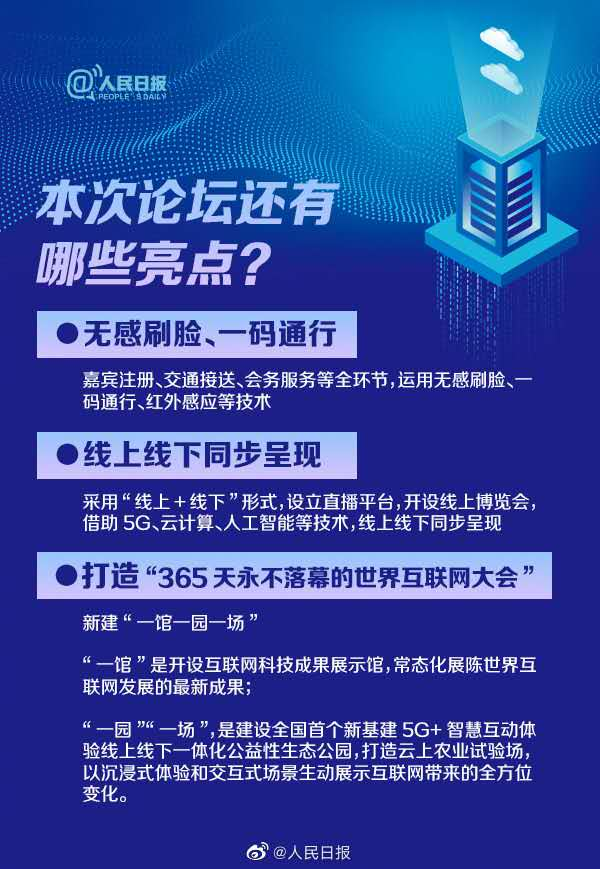 @人民日报
PEOPLE'S DAILY
本次论坛还有
哪些亮点？
●无感刷脸、一码通行
嘉宾注册、交通接送、会务服务等全环节，运用无感刷脸、一
码通行、红外感应等技术
●线上线下同步呈现
采用“线上＋线下”形式，设立直播平台，开设线上博览会，
借助 5G、云计算、人工智能等技术，线上线下同步呈现
●打造“365 天永不落幕的世界互联网大会”
新建“一馆一园一场”
“一馆”是开设互联网科技成果展示馆，常态化展陈世界互
联网发展的最新成果；
“一园”“一场”，是建设全国首个新基建 5G+ 智慧互动体
验线上线下一体化公益性生态公园，打造云上农业试验场，
以沉浸式体验和交互式场景生动展示互联网带来的全方位
变化。
@人民日报